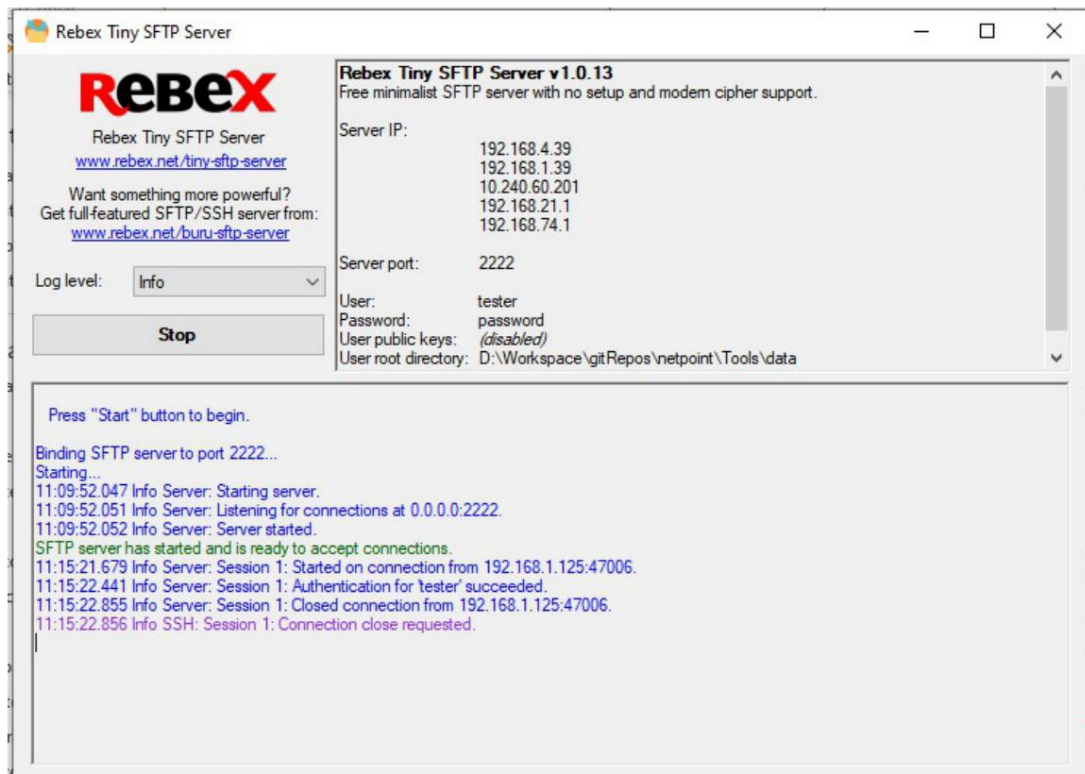 Rebex Tiny SFTP Server
ReBeX
Rebex Tiny SFTP Server
www.rebex.net/tiny-sftp-server
Want something more powerful?
Get full-featured SFTP/SSH server from:
www.rebex.net/buru-sftp-server
Log level: Info
Stop
Rebex Tiny SFTP Server v1.0.13
Free minimalist SFTP server with no setup and modern cipher support.
Server IP:
192.168.4.39
192.168.1.39
10.240.60.201
192.168.21.1
192.168.74.1
Server port: 2222
User: tester
Password: password
User public keys: (disabled)
User root directory: D:\Workspace\gitRepos\netpoint\Tools\data
Press "Start" button to begin.
Binding SFTP server to port 2222...
Starting...
11:09:52.047 Info Server: Starting server.
11:09:52.051 Info Server: Listening for connections at 0.0.0.0:2222.
11:09:52.052 Info Server: Server started.
SFTP server has started and is ready to accept connections.
11:15:21.679 Info Server: Session 1: Started on connection from 192.168.1.125:47006.
11:15:22.441 Info Server: Session 1: Authentication for 'tester' succeeded.
11:15:22.855 Info Server: Session 1: Closed connection from 192.168.1.125:47006.
11:15:22.856 Info SSH: Session 1: Connection close requested.